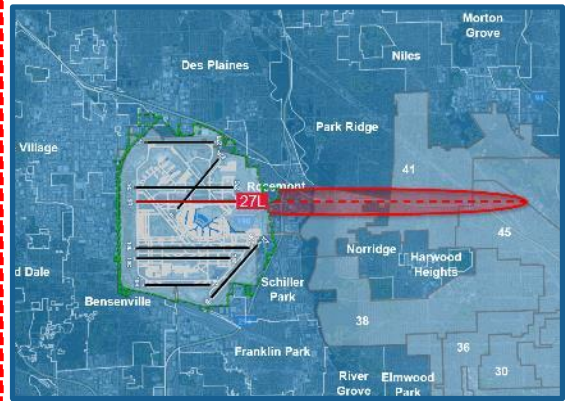 Morton
Grove
Des Plaines
Niles
Park Ridge
Village
41
Rosemont
27L
45
Norridge
Harwood
Heights
d Dale
Schiller
Park
Bensenville
38
Franklin Park
36
30
River
Grove
Elmwood
Park